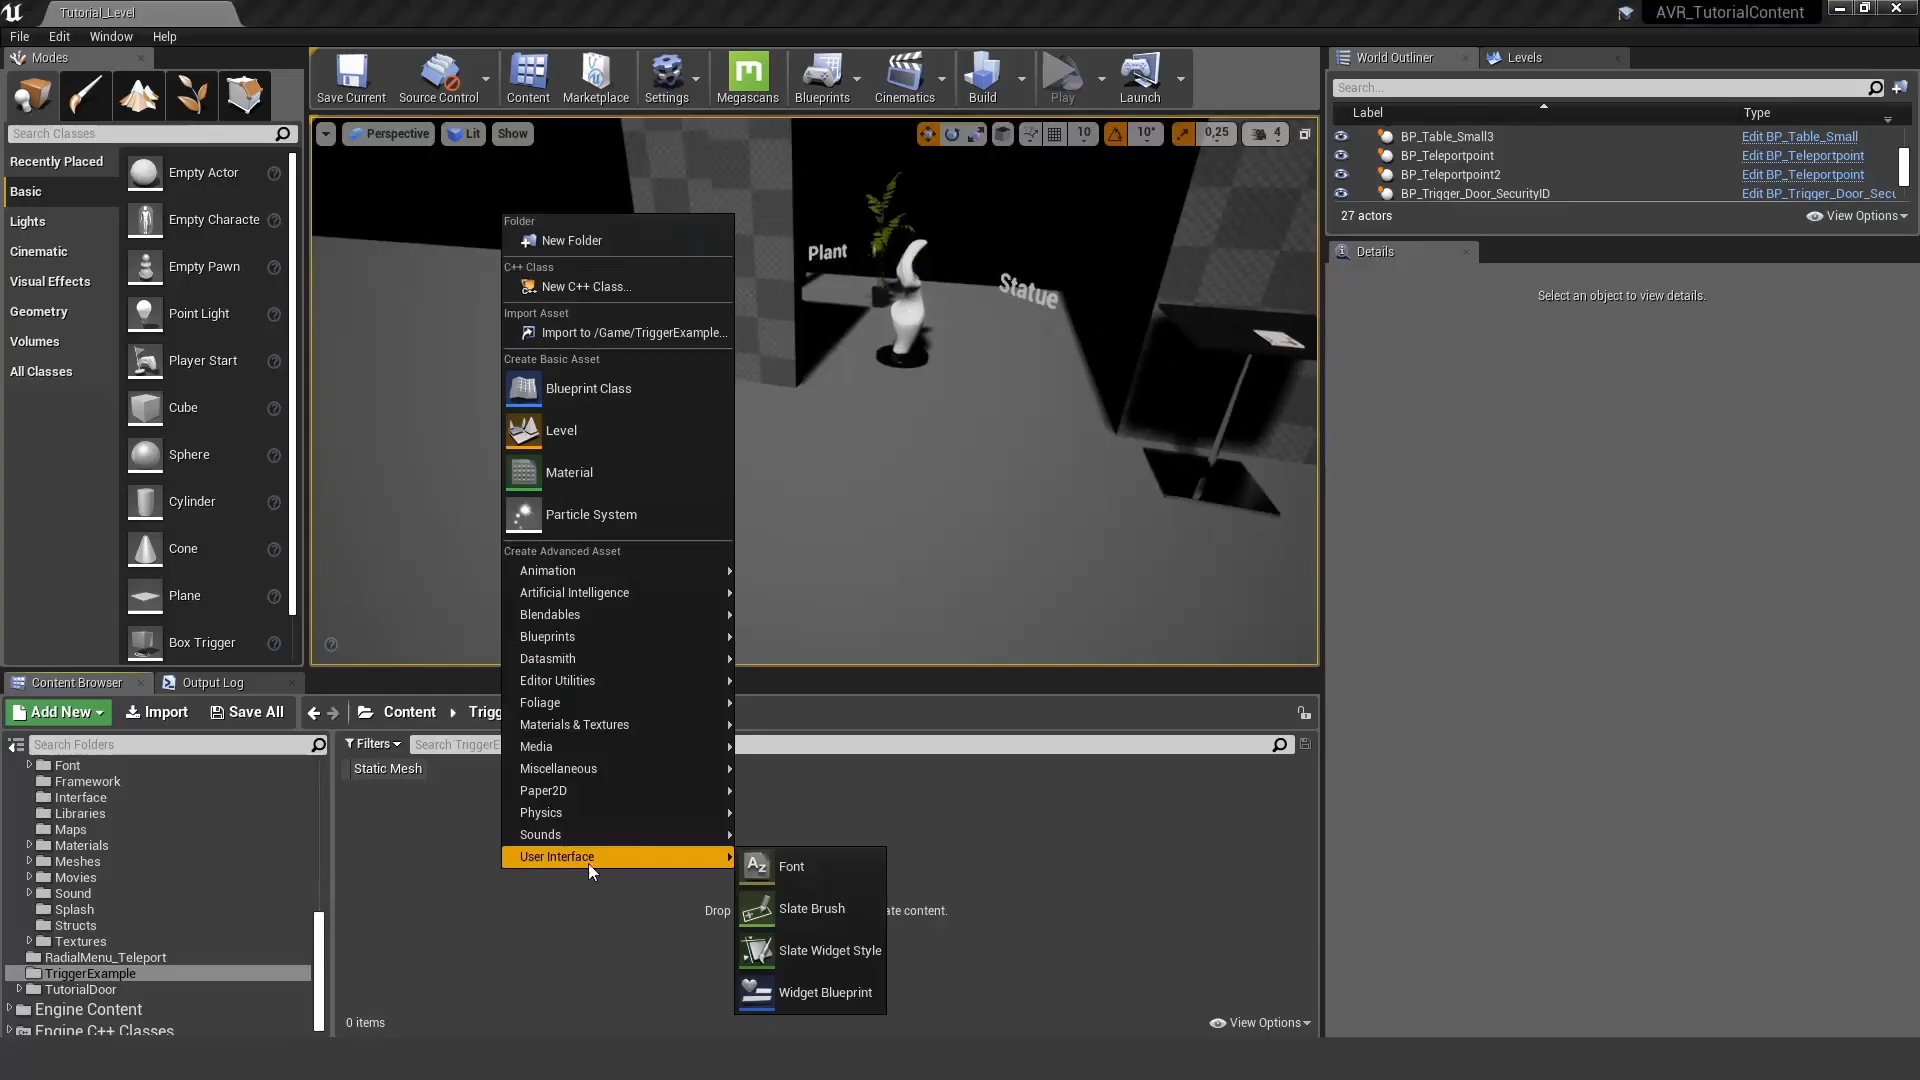 Tutorial_Level
AVR_TutorialContent
File Edit Window Help
Modes
Search Classes
Recently Placed
Basic
Lights
Cinematic
Visual Effects
Geometry
Volumes
All Classes
Empty Actor
Empty Characte
Empty Pawn
Point Light
Player Start
Cube
Sphere
Cylinder
Cone
Plane
Box Trigger
Save Current
Source Control
Content
Marketplace
Settings
Megascans
Blueprints
Cinematics
Build
Play
Launch
Perspective Lit Show
10 10° 0,25 4
Plant
Statue
World Outliner Levels
Search...
Label Type
BP_Table_Small3 Edit BP_Table_Small
BP_Teleportpoint Edit BP_Teleportpoint
BP_Teleportpoint2 Edit BP_Teleportpoint
BP_Trigger_Door_SecurityID Edit BP_Trigger_Door_Secu
27 actors View Options
Details
Select an object to view details.
Folder
New Folder
C++ Class
New C++ Class...
Import Asset
Import to /Game/TriggerExample...
Create Basic Asset
Blueprint Class
Level
Material
Particle System
Create Advanced Asset
Animation
Artificial Intelligence
Blendables
Blueprints
Datasmith
Editor Utilities
Foliage
Materials & Textures
Media
Miscellaneous
Paper2D
Physics
Sounds
User Interface
Font
Slate Brush
Slate Widget Style
Widget Blueprint
Content Browser Output Log
Add New Import Save All Content Trigg
Search Folders
Filters Search TriggerE
Static Mesh
Font
Framework
Interface
Libraries
Maps
Materials
Meshes
Movies
Sound
Splash
Structs
Textures
RadialMenu_Teleport
TriggerExample
TutorialDoor
Engine Content
Engine C++ Classes
Drop ate content.
0 items View Options